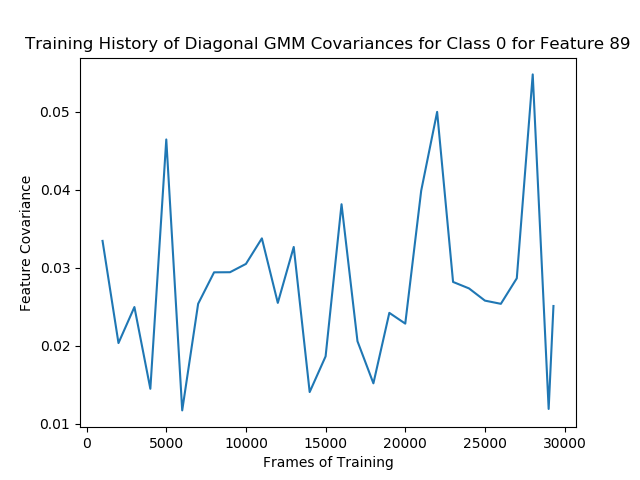 Training History of Diagonal GMM Covariances for Class 0 for Feature 89
0.05
0.04
0.03
0.02
0.01
Feature Covariance
0 5000 10000 15000 20000 25000 30000
Frames of Training